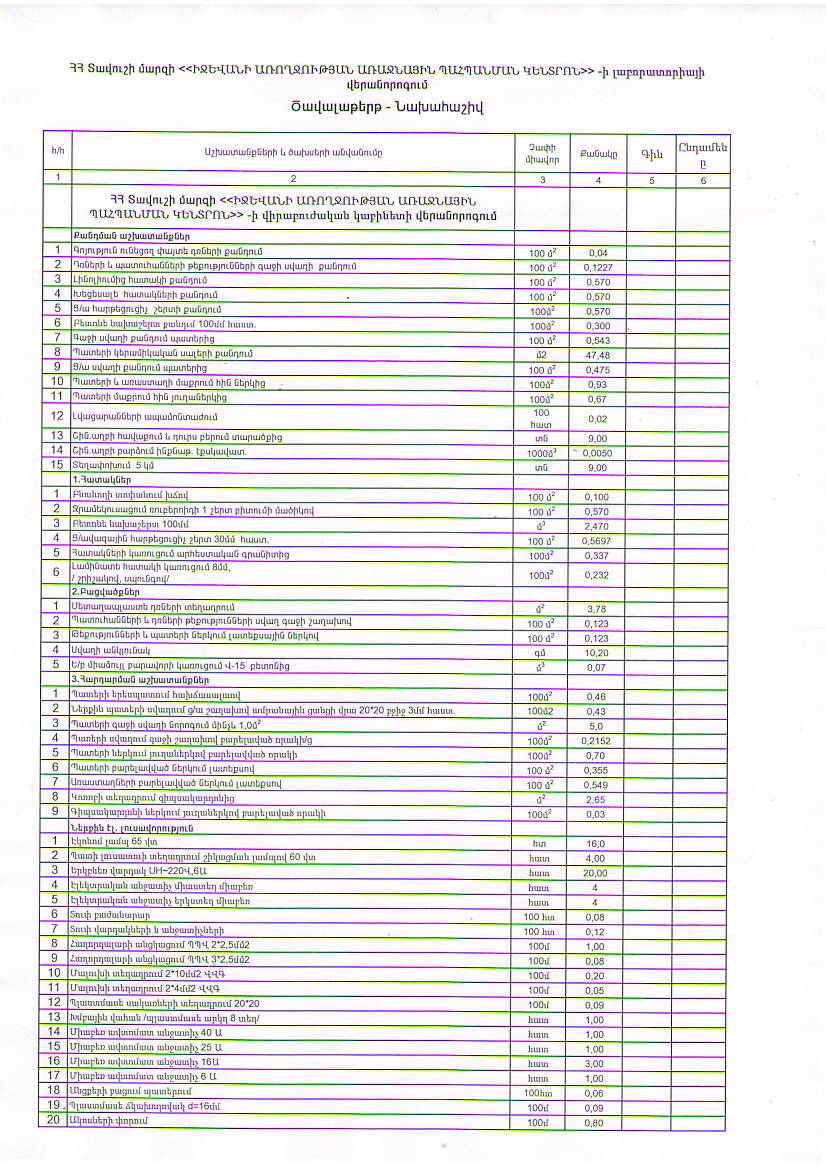 ՀՀ Տավուշի մարզի <<ԻՋԵՎԱՆԻ ԱՌՈՂՋՈՒԹՅԱՆ ԱՌԱՋՆԱՅԻՆ ՊԱՀՊԱՆՄԱՆ ԿԵՆՏՐՈՆ>> -ի լաբորատորիայի
վերանորոգում
Ծավալաթերթ - Նախահաշիվ
հ/հ Աշխատանքների և ծախսերի անվանումը Չափի միավոր Քանակը Գին Ընդամենը
1 2 3 4 5 6
ՀՀ Տավուշի մարզի <<ԻՋԵՎԱՆԻ ԱՌՈՂՋՈՒԹՅԱՆ ԱՌԱՋՆԱՅԻՆ
ՊԱՀՊԱՆՄԱՆ ԿԵՆՏՐՈՆ>> -ի վիրաբուժական կաբինետի վերանորոգում
Քանդման աշխատանքներ
1 Գոյություն ունեցող փայտե դռների քանդում 100 մ² 0,04
2 Դռների և պատուհանների թեքությունների գաջի սվաղի քանդում 100 մ² 0,1227
3 Լինոլիումից հատակի քանդում 100 մ² 0,570
4 Խեցեսալե հատակների քանդում 100 մ² 0,570
5 Ց/ա հարթեցուցիչ շերտի քանդում 100մ² 0,570
6 Բետոնե նախաշերտ քանդւմ 100մմ հաստ. 100մ² 0,300
7 Գաջի սվաղի քանդում պատերից 100 մ² 0,543
8 Պատերի կերամիկական սալերի քանդում մ2 47,48
9 Ց/ա սվաղի քանդում պատերից 100 մ² 0,475
10 Պատերի և առաստաղի մաքրում հին ներկից 100մ² 0,93
11 Պատերի մաքրում հին յուղաներկից 100մ² 0,67
12 Լվացարանների ապամոնտաժում 100 հատ 0,02
13 Շին.աղբի հավաքում և դուրս բերում տարածքից տն 9,00
14 Շին.աղբի բարձում ինքնաթ. էքսկավատ. 1000մ³ 0,0050
15 Տեղափոխում 5 կմ տն 9,00
1.Հատակներ
1 Բնահողի տոփանում խճով 100 մ² 0,100
2 Ջրամեկուսացում ռուբերոիդի 1 շերտ բիտումի մածիկով 100 մ² 0,570
3 Բետոնե նախաշերտ 100մմ մ³ 2,470
4 Ց/ավազային հարթեցուցիչ շերտ 30մմ հաստ. 100 մ² 0,5697
5 Հատակների կառուցում արհեստական գրանիտից 100մ² 0,337
6 Լամինատե հատակի կառուցում 8մմ,
/ շրիշակով, սպունգով/ 100մ² 0,232
2.Բացվածքներ
1 Մետաղապլաստե դռների տեղադրում մ² 3,78
2 Պատուհանների և դռների թեքությունների սվաղ գաջի շաղախով 100 մ² 0,123
3 Թեքությունների և պատերի ներկում լատեքսային ներկով 100 մ² 0,123
4 Սվաղի անկյունակ գմ 10,20
5 Ե/բ միաձույլ բարավորի կառուցում Վ-15 բետոնից մ³ 0,07
3.Հարդարման աշխատանքներ
1 Պատերի երեսպատում հախճասալով 100մ² 0,46
2 Ներքին պատերի սվաղում ց/ա շաղախով ամրանային ցանցի վրա 20*20 բջիջ 3մմ հաստ. 100մ2 0,43
3 Պատերի գաջի սվաղի նորոգում մինչև 1,0մ² մ² 5,0
4 Պառերի սվաղում գաջի շաղախով բարելաված որակի/գ 100մ² 0,2152
5 Պատերի ներկում յուղաներկով բարելավված որակի 100մ² 0,70
6 Պատերի բարելավված ներկում լատեքսով 100 մ² 0,355
7 Առաստաղների բարելավված ներկում լատեքսով 100 մ² 0,549
8 Կոռոբի տեղադրում գիպսակարդոնից մ² 2,65
9 Գիպսակարդոնի ներկում յուղաներկով բարելաված որակի 100մ² 0,03
Ներքին էլ. լուսավորություն
1 Էկոնոմ լամպ 65 վտ հտ 16,0
2 Պատի լուսատուի տեղադրում շիկացման լամպով 60 վտ հատ 4,00
3 Երկբևեռ վարդակ UH~220Վ,6Ա հատ 20,00
4 Էլեկտրական անջատիչ միաստեղ միաբեռ հատ 4
5 Էլեկտրական անջատիչ երկստեղ միաբեռ հատ 4
6 Տուփ բաժանարար 100 հտ 0,08
7 Տուփ վարդակների և անջատիչների 100 հտ 0,12
8 Հաղորդալարի անցկացում ППВ 2*2,5մմ2 100մ 1,00
9 Հաղորդալարի անցկացում ППВ 3*2,5մմ2 100մ 0,08
10 Մալուխի տեղադրում 2*10մմ2 ВВГ 100մ 0,20
11 Մալուխի տեղադրում 2*4մմ2 ВВГ 100մ 0,05
12 Պլաստմասե սակառների տեղադրում 20*20 100մ 0,09
13 Խմբային վահան /պլաստմասե արկղ 8 տեղ/ հատ 1,00
14 Միաբեռ ավտոմատ անջատիչ 40 Ա հատ 1,00
15 Միաբեռ ավտոմատ անջատիչ 25 Ա հատ 1,00
16 Միաբեռ ավտոմատ անջատիչ 16Ա հատ 3,00
17 Միաբեռ ավտոմատ անջատիչ 6 Ա հատ 1,00
18 Անցքերի բացում պատերում 100հտ 0,06
19 Պլաստմասե ճկախողովակ d=16մմ 100մ 0,09
20 Ակոսների փորում 100մ 0,80